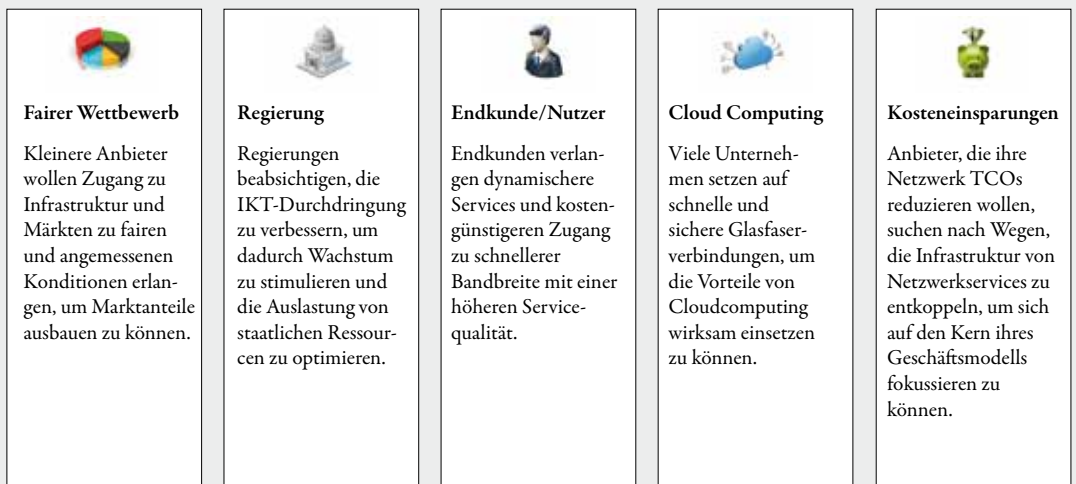 Fairer Wettbewerb
Kleinere Anbieter
wollen Zugang zu
Infrastruktur und
Märkten zu fairen
und angemessenen
Konditionen erlan-
gen, um Marktanteile
ausbauen zu können.
Regierung
Regierungen
beabsichtigen, die
IKT-Durchdringung
zu verbessern, um
dadurch Wachstum
zu stimulieren und
die Auslastung von
staatlichen Ressour-
cen zu optimieren.
Endkunde/Nutzer
Endkunden verlan-
gen dynamischere
Services und kosten-
günstigeren Zugang
zu schnellerer
Bandbreite mit einer
höheren Service-
qualität.
Cloud Computing
Viele Unterneh-
men setzen auf
schnelle und
sichere Glasfaser-
verbindungen, um
die Vorteile von
Cloudcomputing
wirksam einsetzen
zu können.
Kosteneinsparungen
Anbieter, die ihre
Netzwerk TCOs
reduzieren wollen,
suchen nach Wegen,
die Infrastruktur von
Netzwerkservices zu
entkoppeln, um sich
auf den Kern ihres
Geschäftsmodells
fokussieren zu
können.